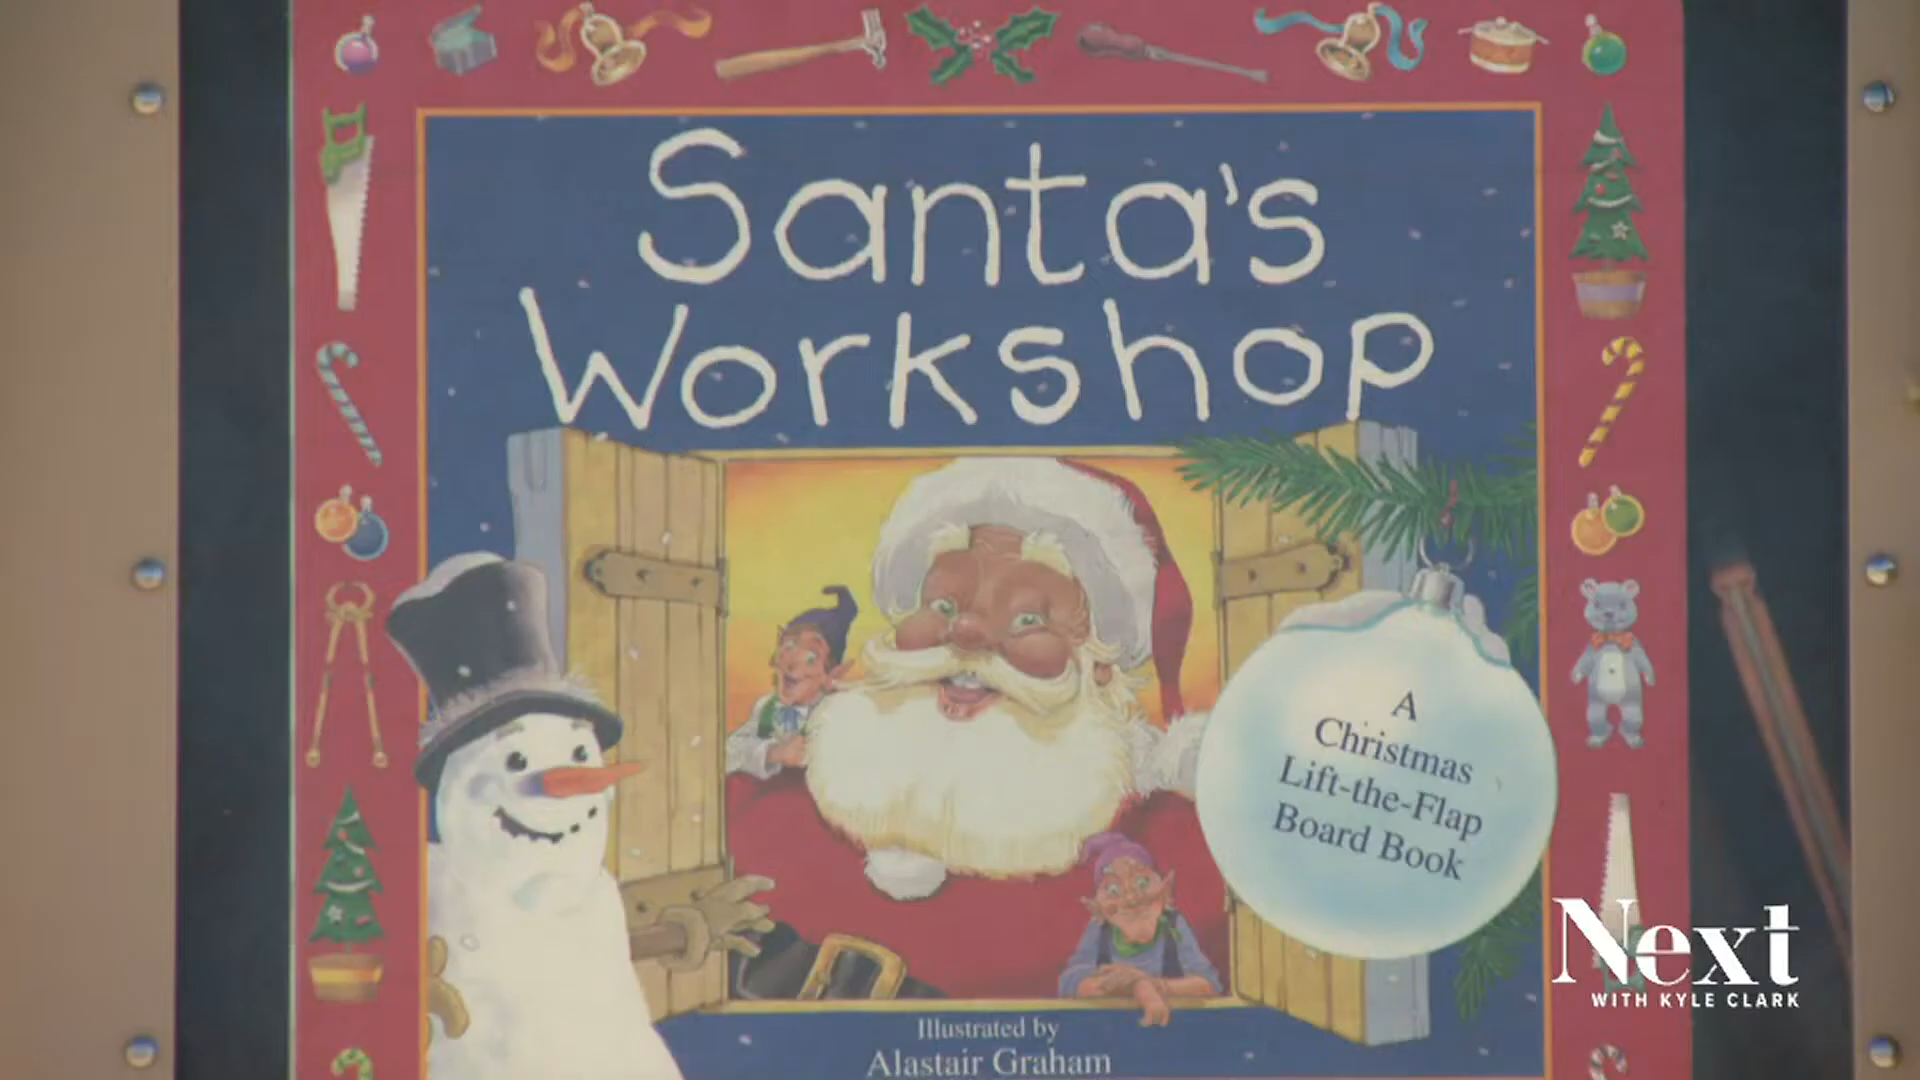 Santa's
Workshop
A
Christmas
Lift-the-Flap
Board Book
Illustrated by
Alastair Graham
Next
WITH KYLE CLARK